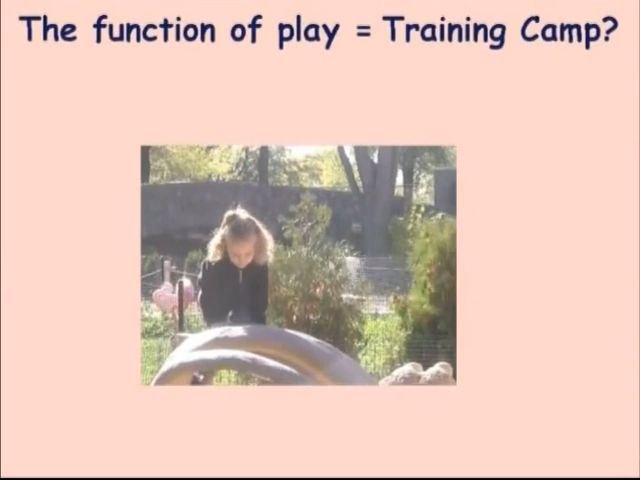 The function of play = Training Camp?